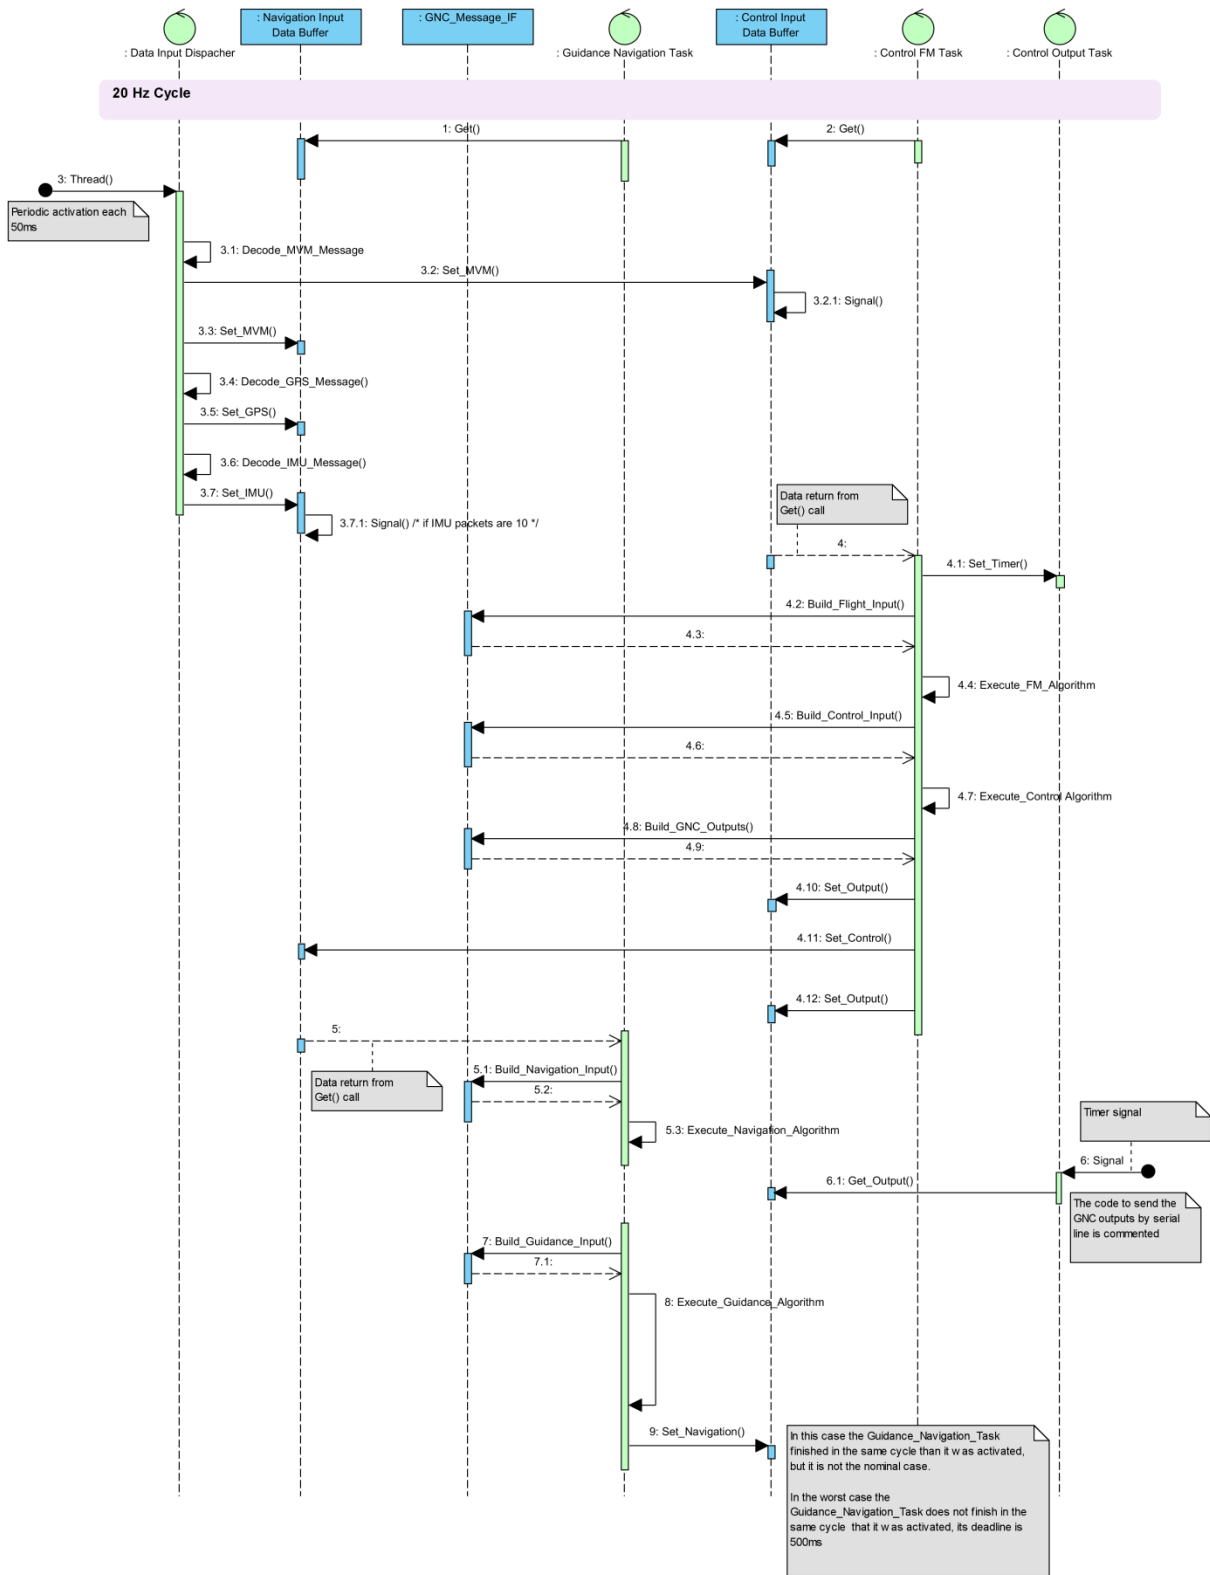 : Navigation Input
Data Buffer
: GNC_Message_IF
: Control Input
Data Buffer
: Data Input Dispacher
: Guidance Navigation Task
: Control FM Task
: Control Output Task
20 Hz Cycle
1: Get()
2: Get()
3: Thread()
Periodic activation each
50ms
3.1: Decode_MVM_Message
3.2: Set_MVM()
3.2.1: Signal()
3.3: Set_MVM()
3.4: Decode_GPS_Message()
3.5: Set_GPS()
3.6: Decode_IMU_Message()
3.7: Set_IMU()
3.7.1: Signal() /* if IMU packets are 10 */
Data return from
Get() call
4:
4.1: Set_Timer()
4.2: Build_Flight_Input()
4.3:
4.4: Execute_FM_Algorithm
4.5: Build_Control_Input()
4.6:
4.7: Execute_Control Algorithm
4.8: Build_GNC_Outputs()
4.9:
4.10: Set_Output()
4.11: Set_Control()
4.12: Set_Output()
5:
Data return from
Get() call
5.1: Build_Navigation_Input()
5.2:
5.3: Execute_Navigation_Algorithm
Timer signal
6: Signal
6.1: Get_Output()
The code to send the
GNC outputs by serial
line is commented
7: Build_Guidance_Input()
7.1:
8: Execute_Guidance_Algorithm
9: Set_Navigation()
In this case the Guidance_Navigation_Task
finished in the same cycle than it was activated,
but it is not the nominal case.
In the worst case the
Guidance_Navigation_Task does not finish in the
same cycle that it was activated, its deadline is
500ms